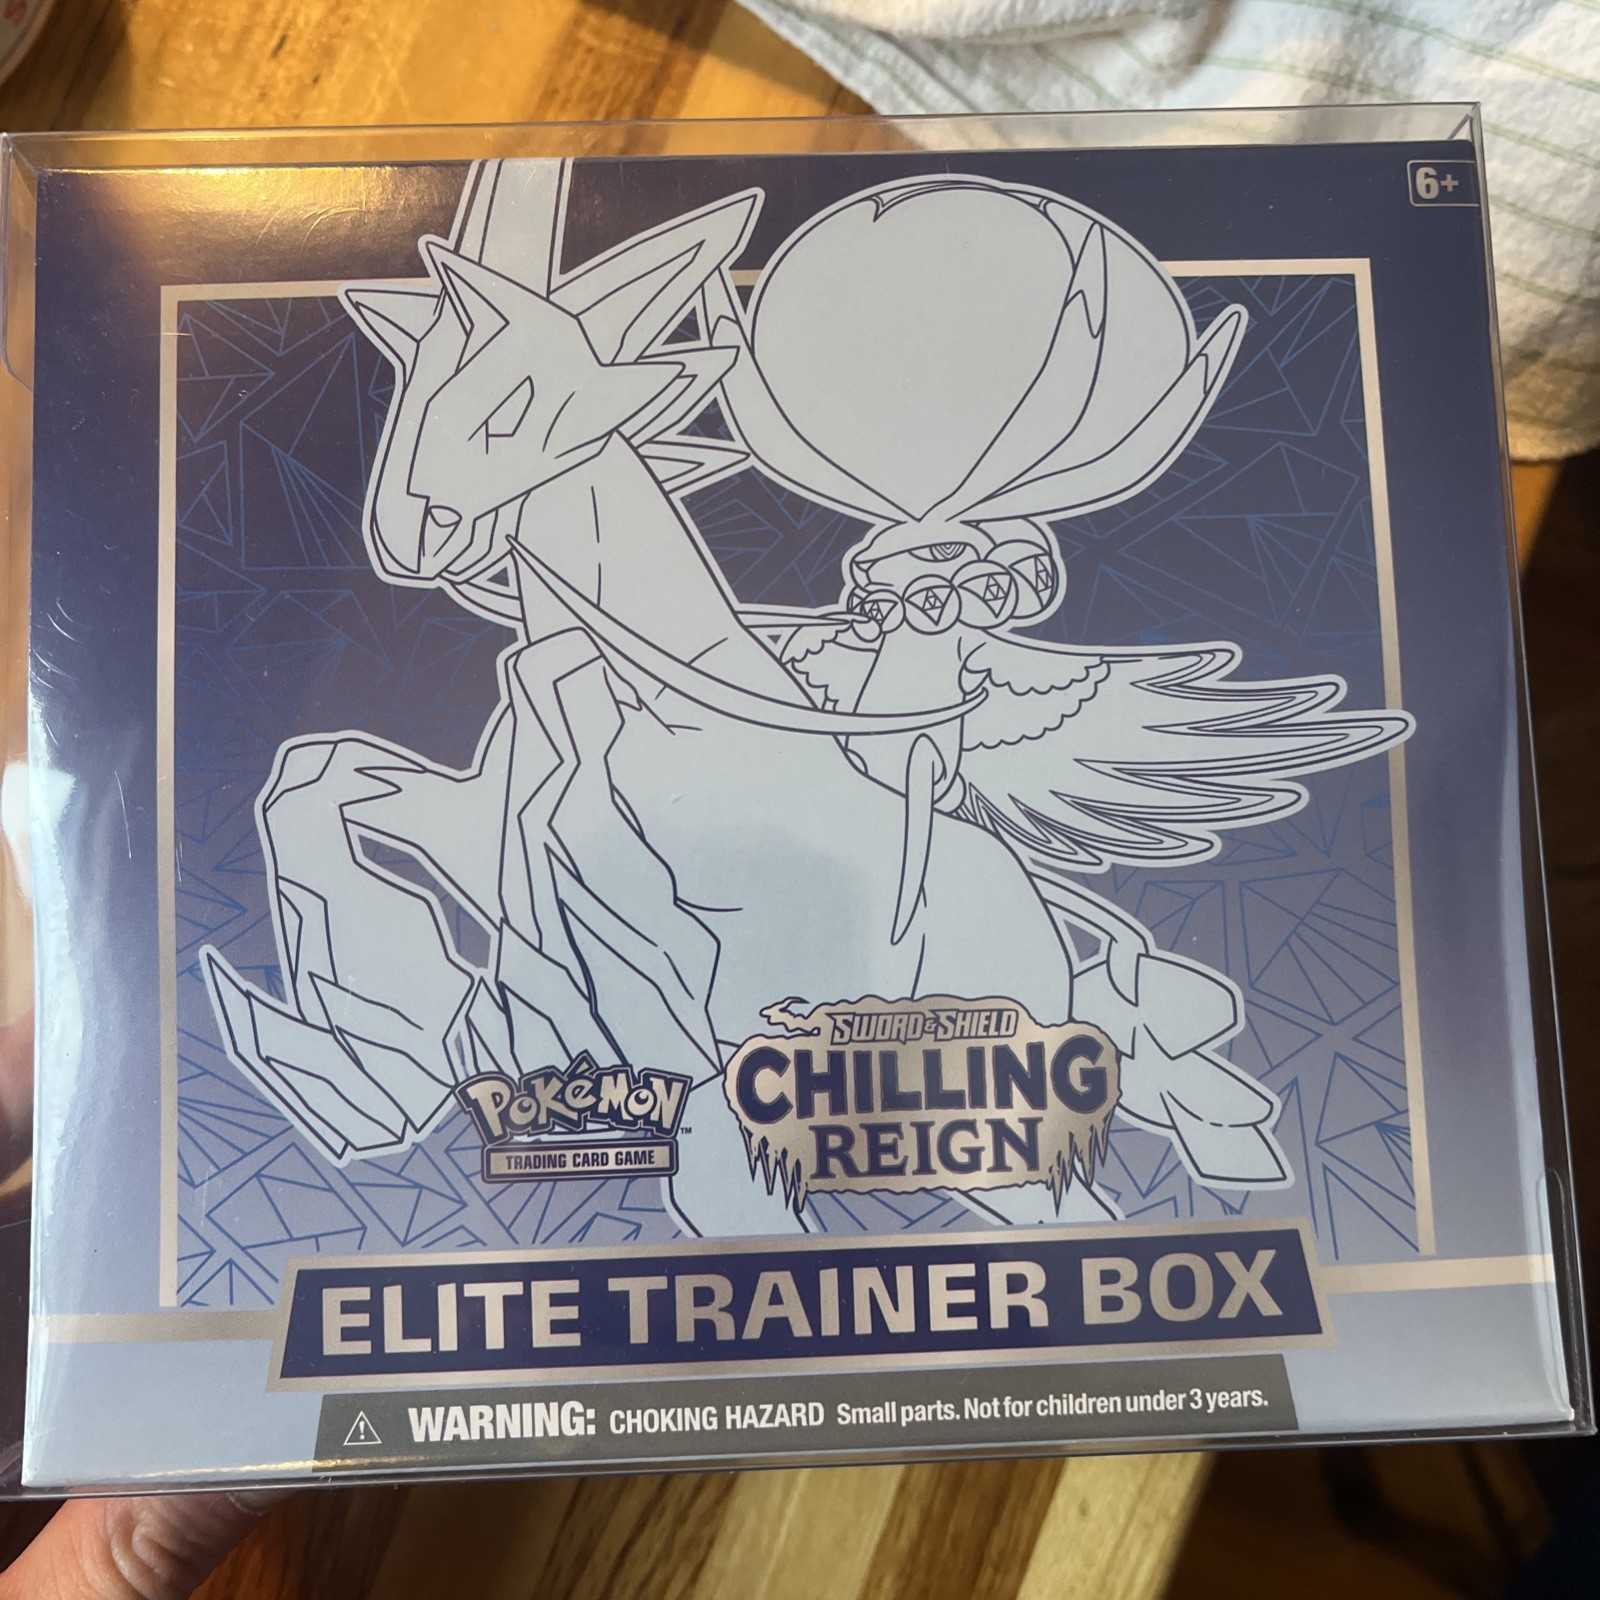 6+
SWORD & SHIELD
CHILLING
REIGN
POKéMON™
TRADING CARD GAME
ELITE TRAINER BOX
WARNING: CHOKING HAZARD Small parts. Not for children under 3 years.